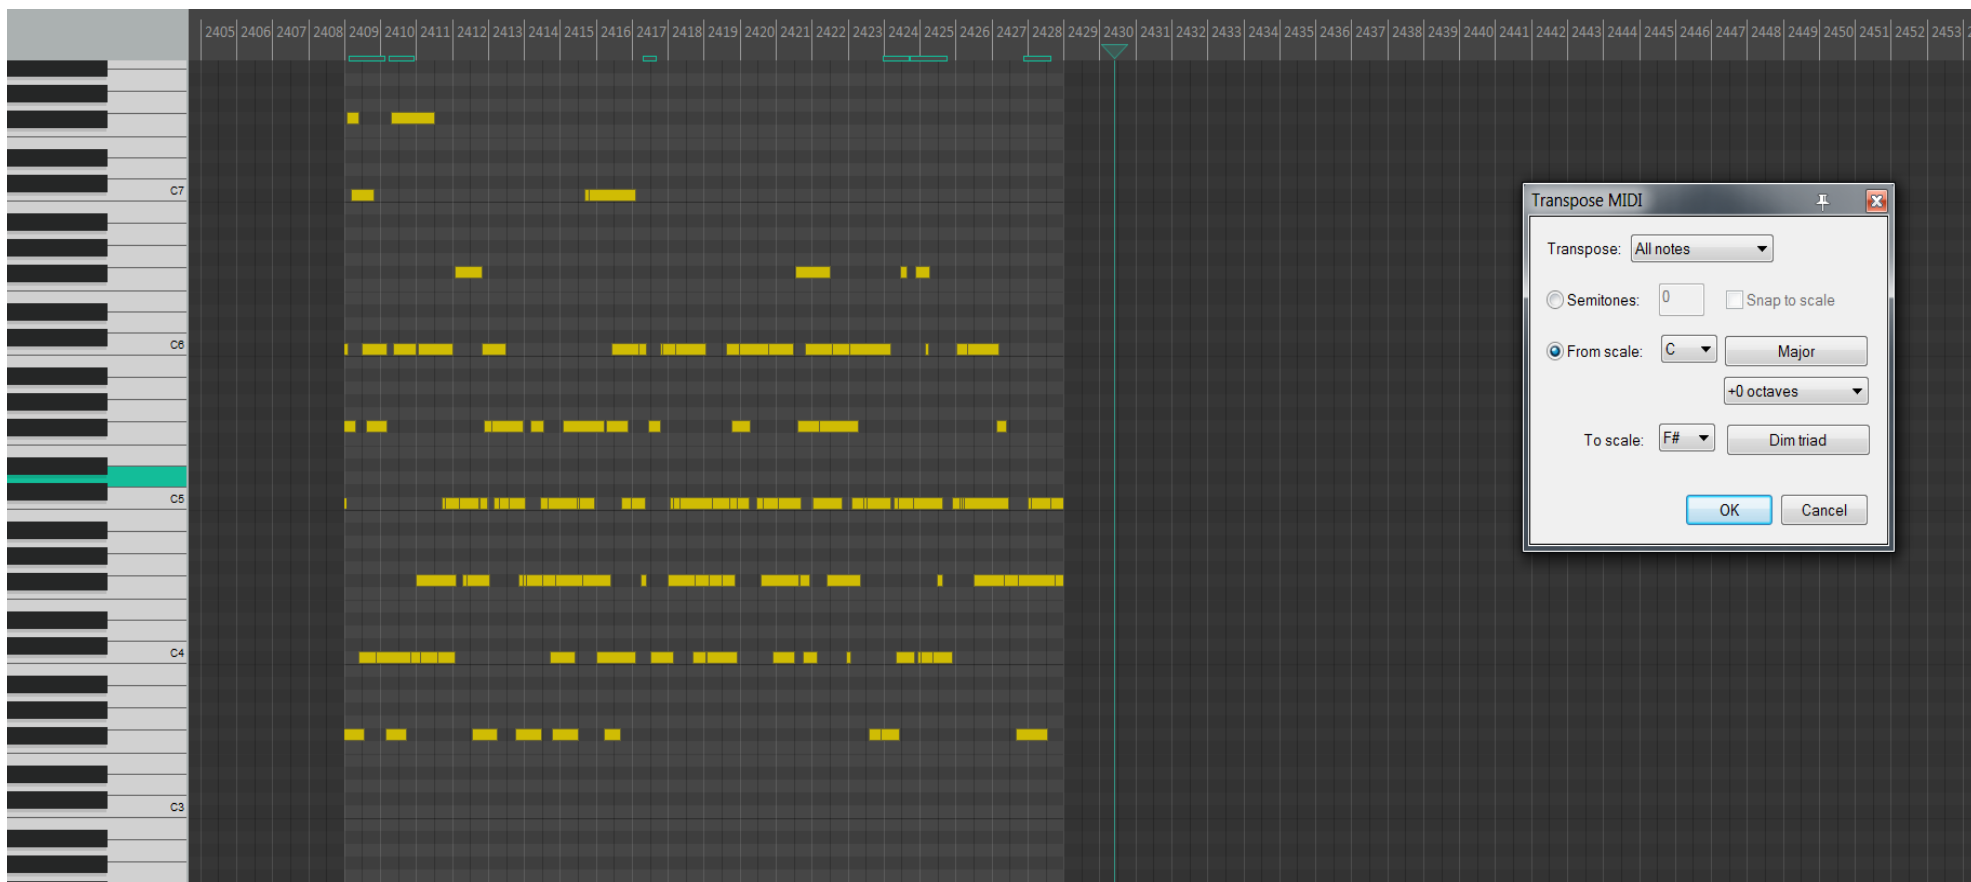 2405 2406 2407 2408 2409 2410 2411 2412 2413 2414 2415 2416 2417 2418 2419 2420 2421 2422 2423 2424 2425 2426 2427 2428 2429 2430 2431 2432 2433 2434 2435 2436 2437 2438 2439 2440 2441 2442 2443 2444 2445 2446 2447 2448 2449 2450 2451 2452 2453
C7
C6
C5
C4
C3
Transpose MIDI
Transpose: All notes
Semitones: 0 Snap to scale
From scale: C Major
+0 octaves
To scale: F# Dim triad
OK Cancel